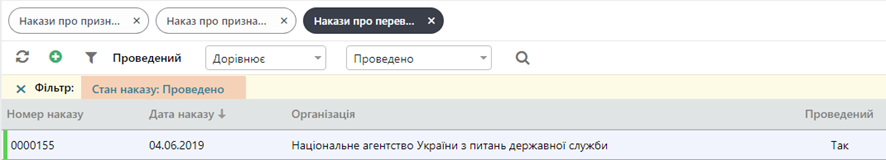 Накази про призн... × Наказ про призна... × Накази про перев... ×
Проведений Дорівнює Проведено
× Фільтр: Стан наказу: Проведено
Номер наказу Дата наказу ↓ Організація Проведений
0000155 04.06.2019 Національне агентство України з питань державної служби Так